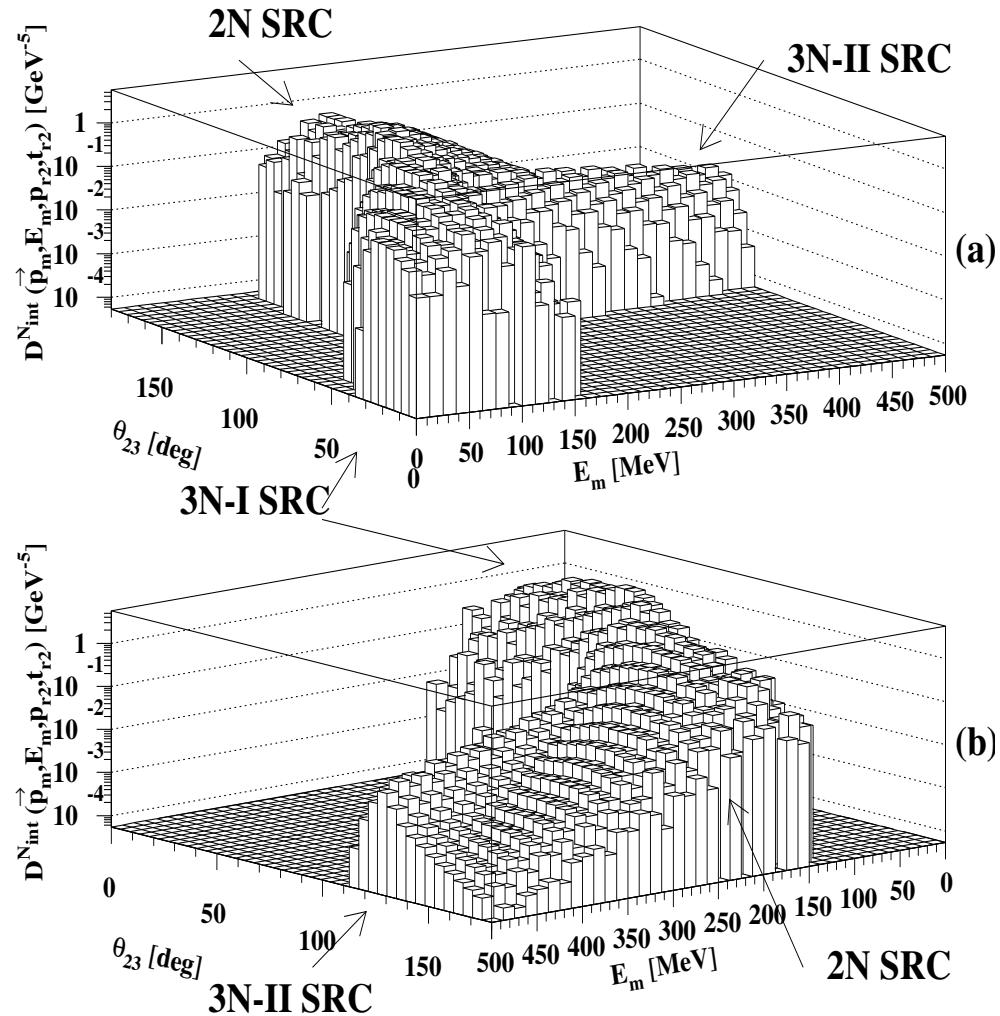 2N SRC
3N-II SRC
D^N_int (p⃗_m,E_m,p_r2,t_r2) [GeV^-5]
1
10^-1
10^-2
10^-3
10^-4
(a)
150
100
50
0
θ_23 [deg]
0 50 100 150 200 250 300 350 400 450 500
E_m [MeV]
3N-I SRC
D^N_int (p⃗_m,E_m,p_r2,t_r2) [GeV^-5]
1
10^-1
10^-2
10^-3
10^-4
(b)
0
50
100
150
θ_23 [deg]
500 450 400 350 300 250 200 150 100 50 0
E_m [MeV]
2N SRC
3N-II SRC